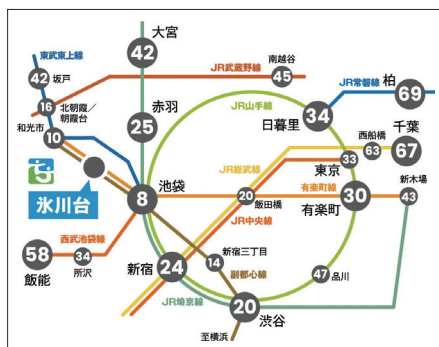 大宮
42
東武東上線
42
坂戸
JR武蔵野線
南越谷
45
JR常磐線
柏
69
16
北朝霞／
朝霞台
赤羽
25
JR山手線
34
日暮里
和光市
10
西船橋
63
千葉
67
JR総武線
東京
33
氷川台
池袋
8
20
飯田橋
有楽町線
30
有楽町
新木場
43
JR中央線
西武池袋線
58
飯能
34
所沢
新宿
24
新宿三丁目
14
副都心線
47
品川
JR埼京線
20
渋谷
至横浜